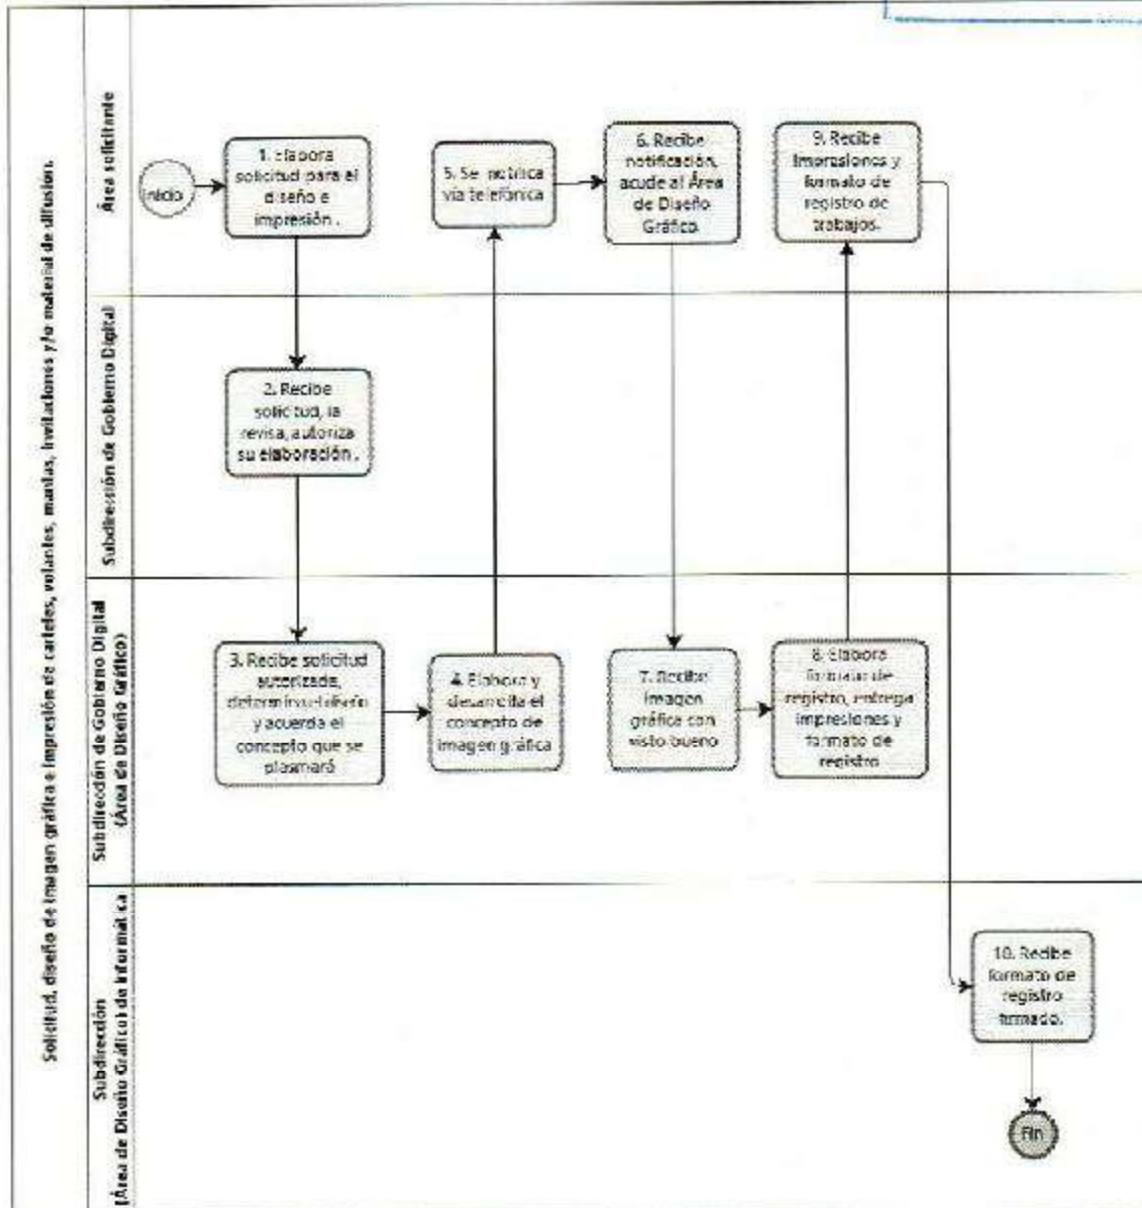 Solicitud, diseño de imagen gráfica e impresión de carteles, volantes, mantas, invitaciones y/o material de difusión.
Área solicitante
Inicio
1. Elabora
solicitud para el
diseño e
impresión.
5. Se notifica
vía telefónica
6. Recibe
notificación,
acude al Área
de Diseño
Gráfico.
9. Recibe
impresiones y
formato de
registro de
trabajos.
Subdirección de Gobierno Digital
2. Recibe
solicitud, la
revisa, autoriza
su elaboración.
Subdirección de Gobierno Digital
(Área de Diseño Gráfico)
3. Recibe solicitud
autorizada,
determina el diseño
y acuerda el
concepto que se
plasmará
4. Elabora y
desarrolla el
concepto de
imagen gráfica
7. Recibe
imagen
gráfica con
visto bueno
8. Elabora
formato de
registro, entrega
impresiones y
formato de
registro
Subdirección
(Área de Diseño Gráfico) de Informática
10. Recibe
formato de
registro
firmado.
Fin